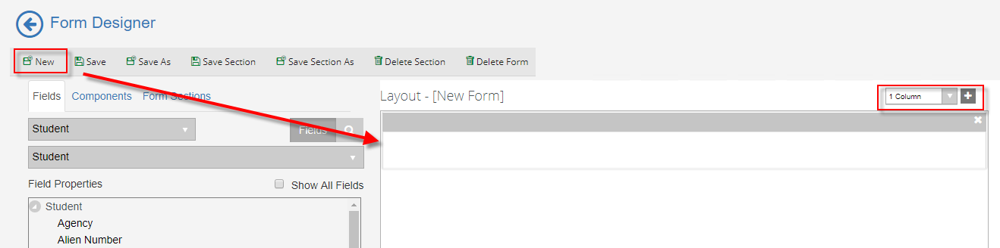 Form Designer
New Save Save As Save Section Save Section As Delete Section Delete Form
Fields Components Form Sections
Layout - [New Form]
1 Column
Student
Fields
Student
Field Properties
Show All Fields
Student
Agency
Alien Number